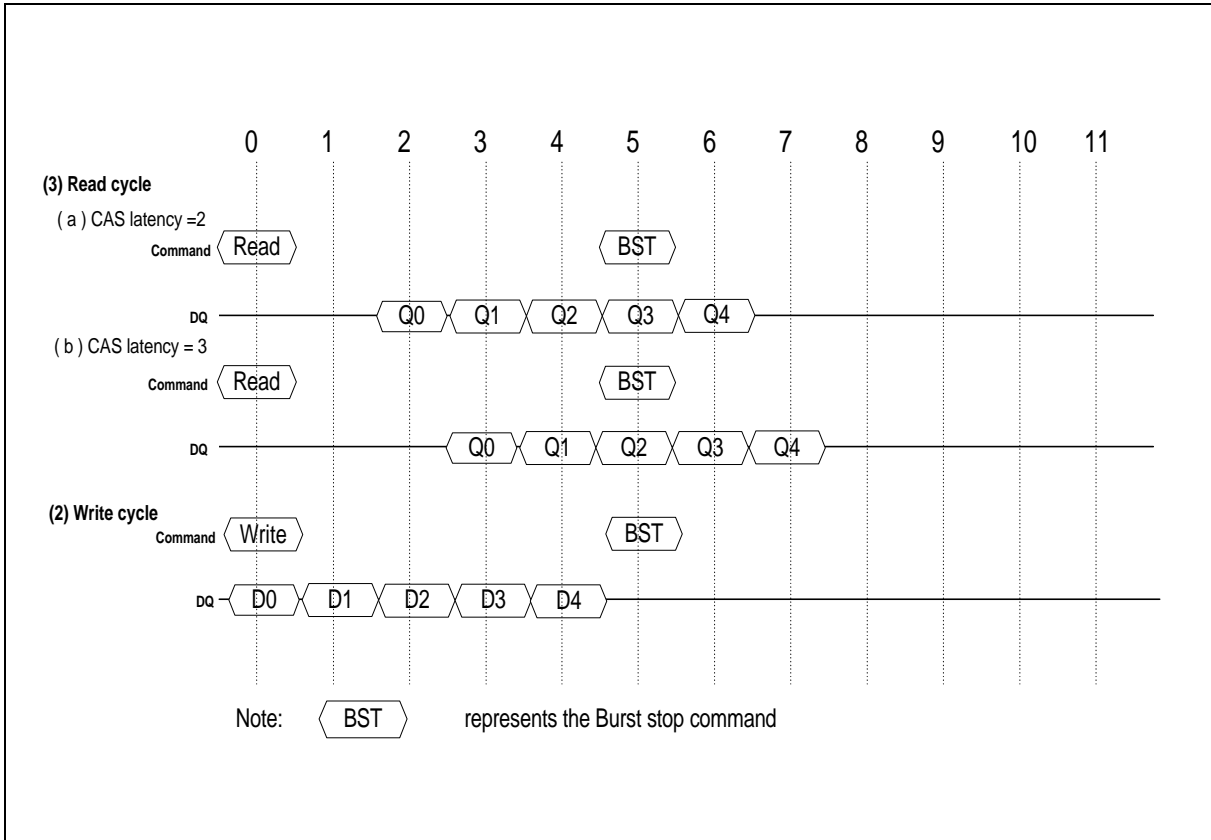 0 1 2 3 4 5 6 7 8 9 10 11
(3) Read cycle
( a ) CAS latency =2
Command Read BST
DQ Q0 Q1 Q2 Q3 Q4
( b ) CAS latency = 3
Command Read BST
DQ Q0 Q1 Q2 Q3 Q4
(2) Write cycle
Command Write BST
DQ D0 D1 D2 D3 D4
Note: BST represents the Burst stop command